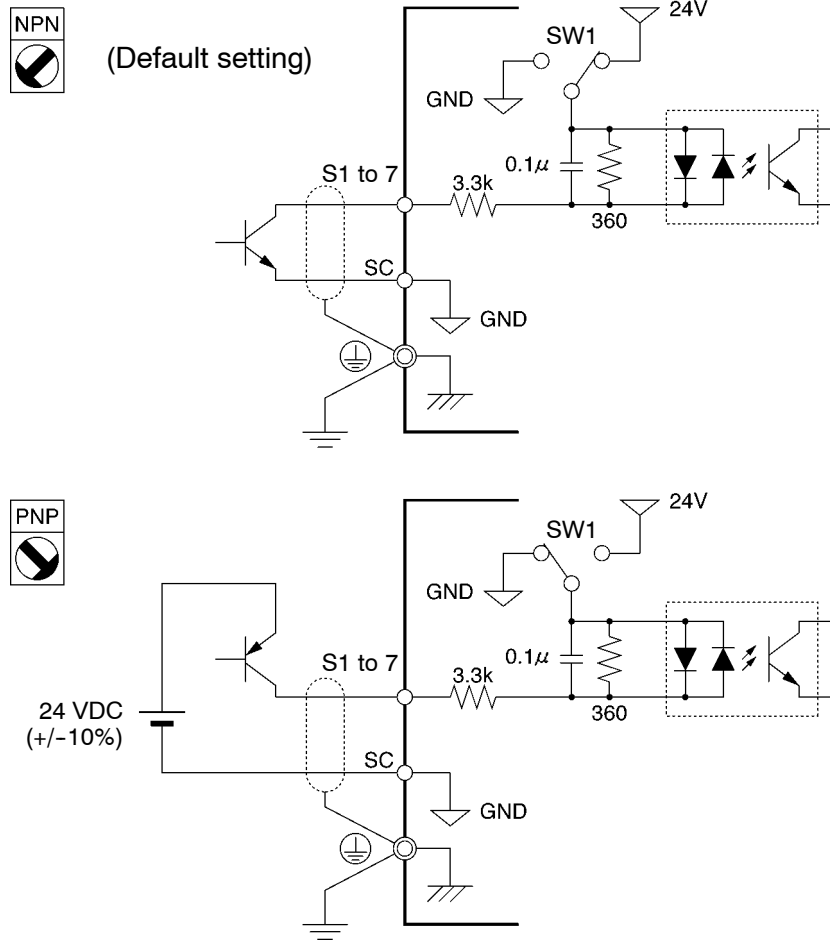 NPN
(Default setting)
24V
SW1
GND
S1 to 7
3.3k
0.1μ
360
SC
GND
PNP
24V
SW1
GND
S1 to 7
3.3k
0.1μ
360
24 VDC
(+/-10%)
SC
GND